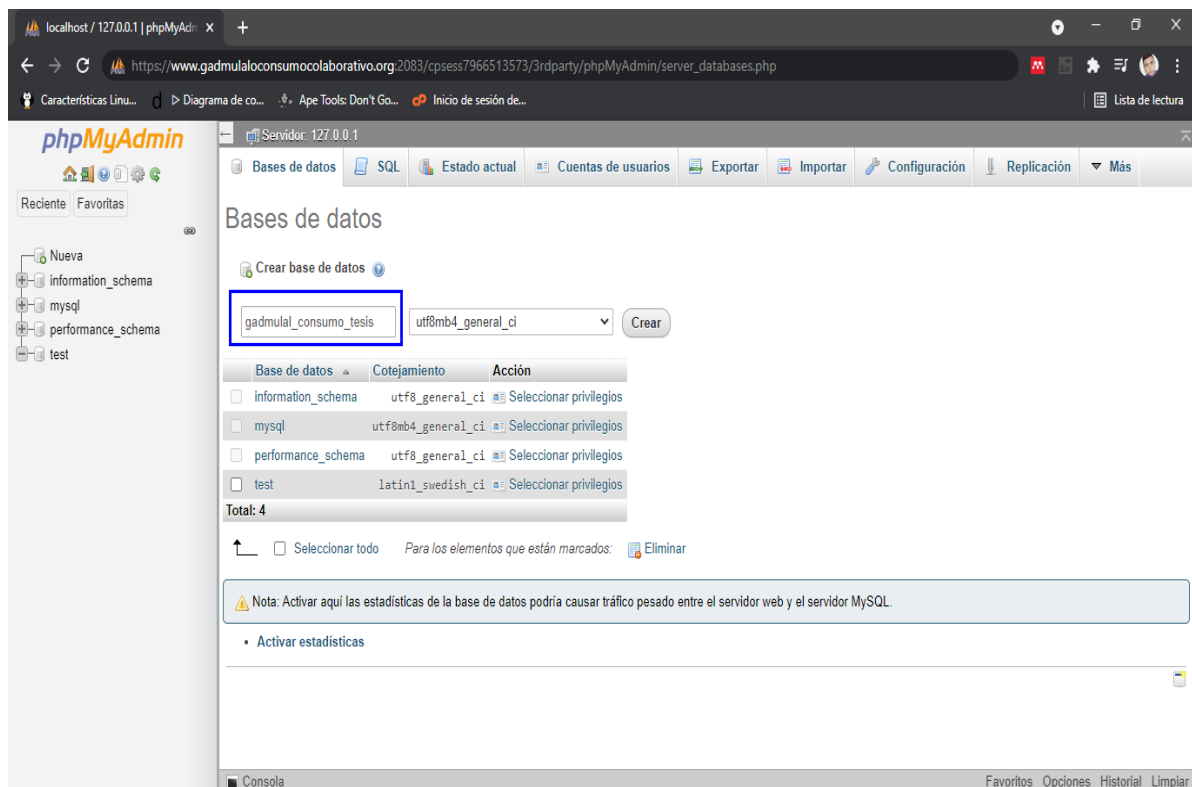 localhost / 127.0.0.1 | phpMyAdn
https://www.gadmulaloconsumocolaborativo.org:2083/cpsess7966513573/3rdparty/phpMyAdmin/server_databases.php
Características Linu... d Diagrama de co... Ape Tools: Don't Go... cP Inicio de sesión de... Lista de lectura
phpMyAdmin
Reciente Favoritas
Nueva
information_schema
mysql
performance_schema
test
Servidor: 127.0.0.1
Bases de datos SQL Estado actual Cuentas de usuarios Exportar Importar Configuración Replicación Más
Bases de datos
Crear base de datos
gadmulal_consumo_tesis utf8mb4_general_ci Crear
Base de datos Cotejamiento Acción
information_schema utf8_general_ci Seleccionar privilegios
mysql utf8mb4_general_ci Seleccionar privilegios
performance_schema utf8_general_ci Seleccionar privilegios
test latin1_swedish_ci Seleccionar privilegios
Total: 4
Seleccionar todo Para los elementos que están marcados: Eliminar
Nota: Activar aquí las estadísticas de la base de datos podría causar tráfico pesado entre el servidor web y el servidor MySQL.
• Activar estadísticas
Consola Favoritos Opciones Historial Limpiar